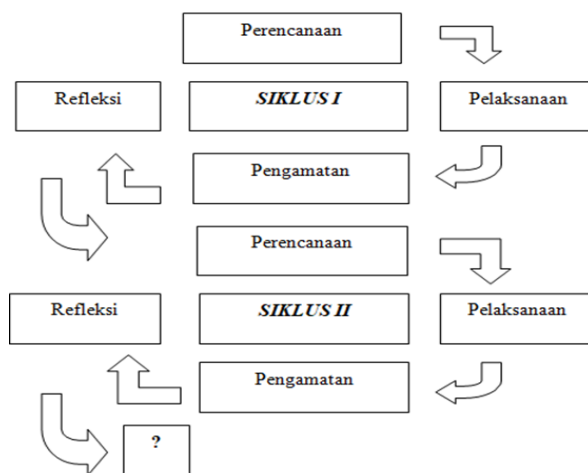 Perencanaan
Refleksi
SIKLUS I
Pelaksanaan
Pengamatan
Perencanaan
Refleksi
SIKLUS II
Pelaksanaan
Pengamatan
?